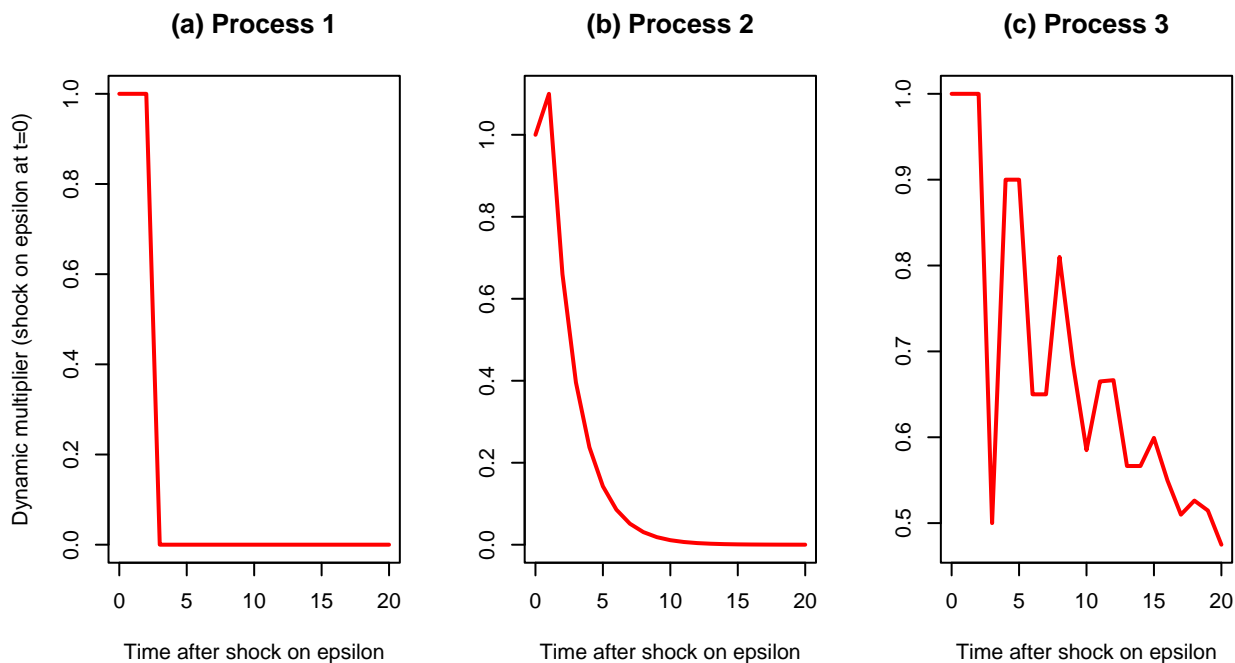 (a) Process 1
(b) Process 2
(c) Process 3
Dynamic multiplier (shock on epsilon at t=0)
1.0
0.8
0.6
0.4
0.2
0.0
0 5 10 15 20
Time after shock on epsilon
1.0
0.8
0.6
0.4
0.2
0.0
0 5 10 15 20
Time after shock on epsilon
1.0
0.9
0.8
0.7
0.6
0.5
0 5 10 15 20
Time after shock on epsilon